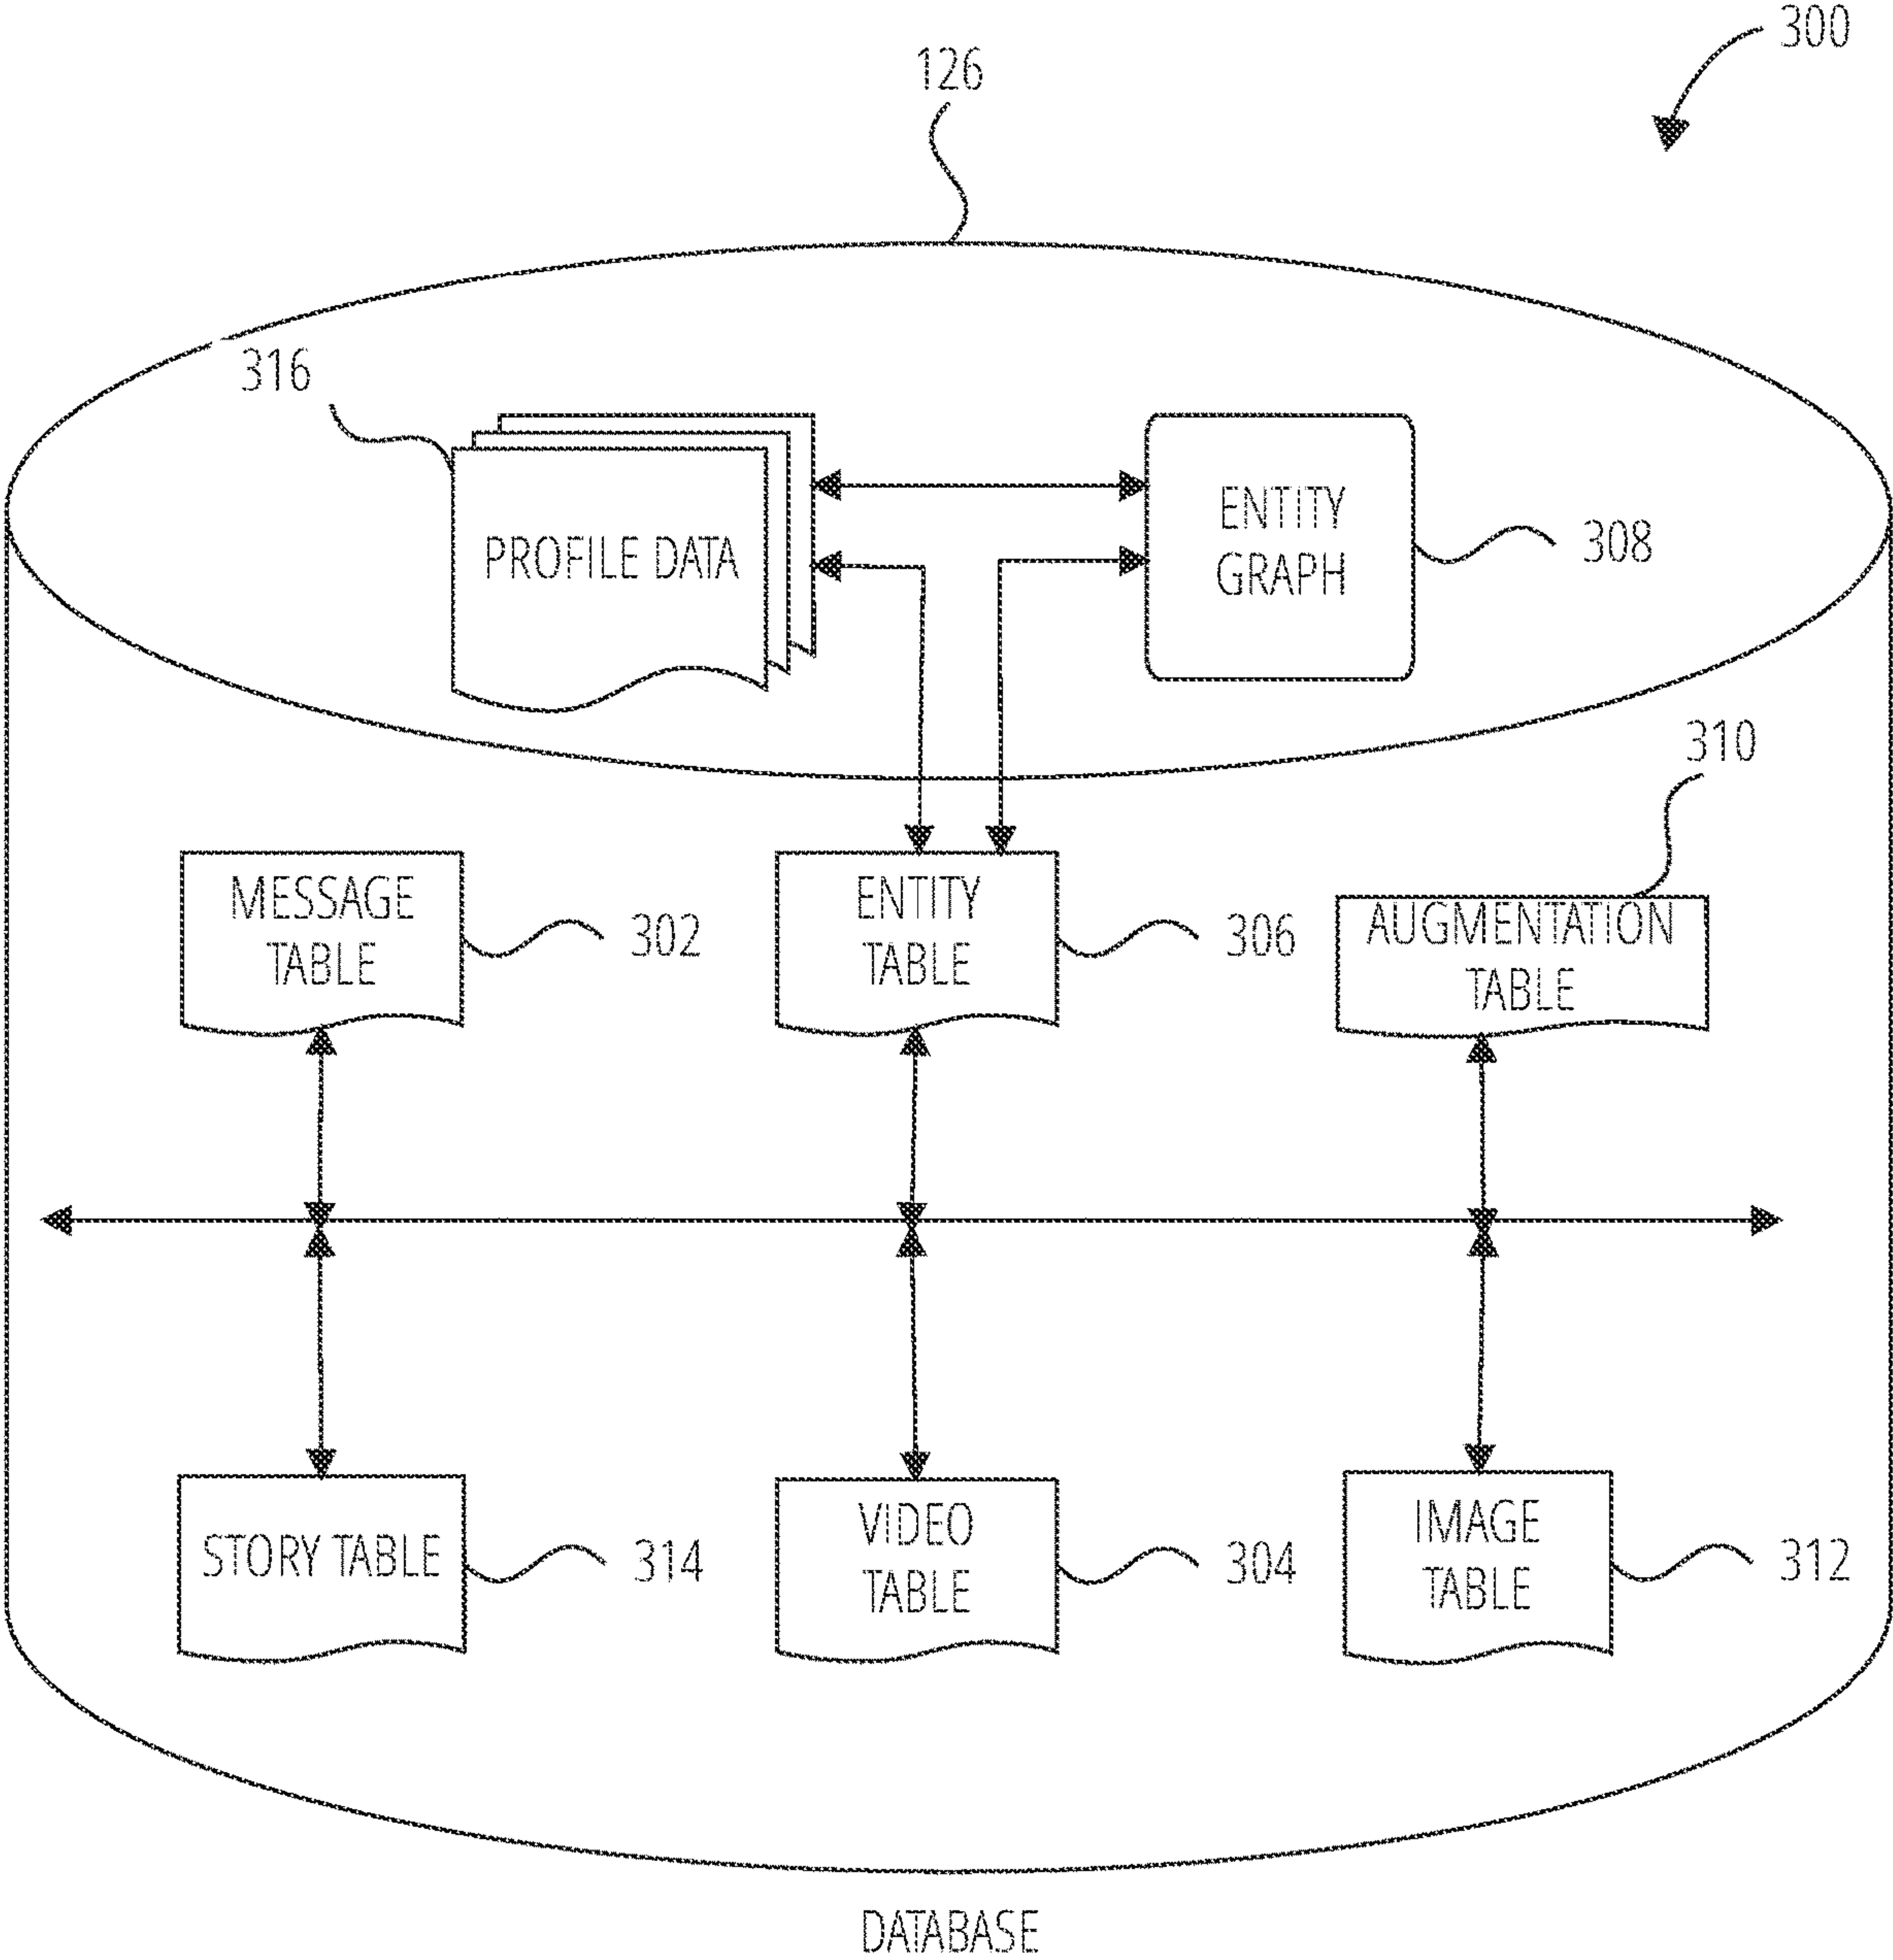 300
126
316
PROFILE DATA
ENTITY
GRAPH
308
310
MESSAGE
TABLE
302
ENTITY
TABLE
306
AUGMENTATION
TABLE
STORY TABLE
314
VIDEO
TABLE
304
IMAGE
TABLE
312
DATABASE